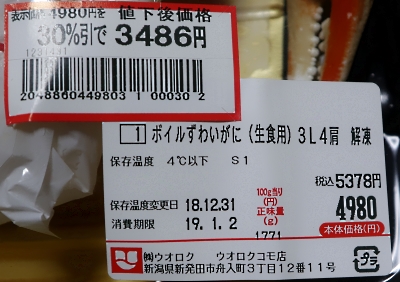 表示価格4980円を 値下後価格
30%引で 3486円
2048860449803 1 00030 2
1 ボイルずわいがに(生食用)3L4肩 解凍
保存温度 4℃以下 S1
税込5378円
保存温度変更日 18.12.31
100g当り(円)
正味量(g)
4980
消費期限 19.1.2
本体価格(円)
1771
㈱ウオロク ウオロクコモ店
新潟県新発田市舟入町3丁目12番11号
プラ